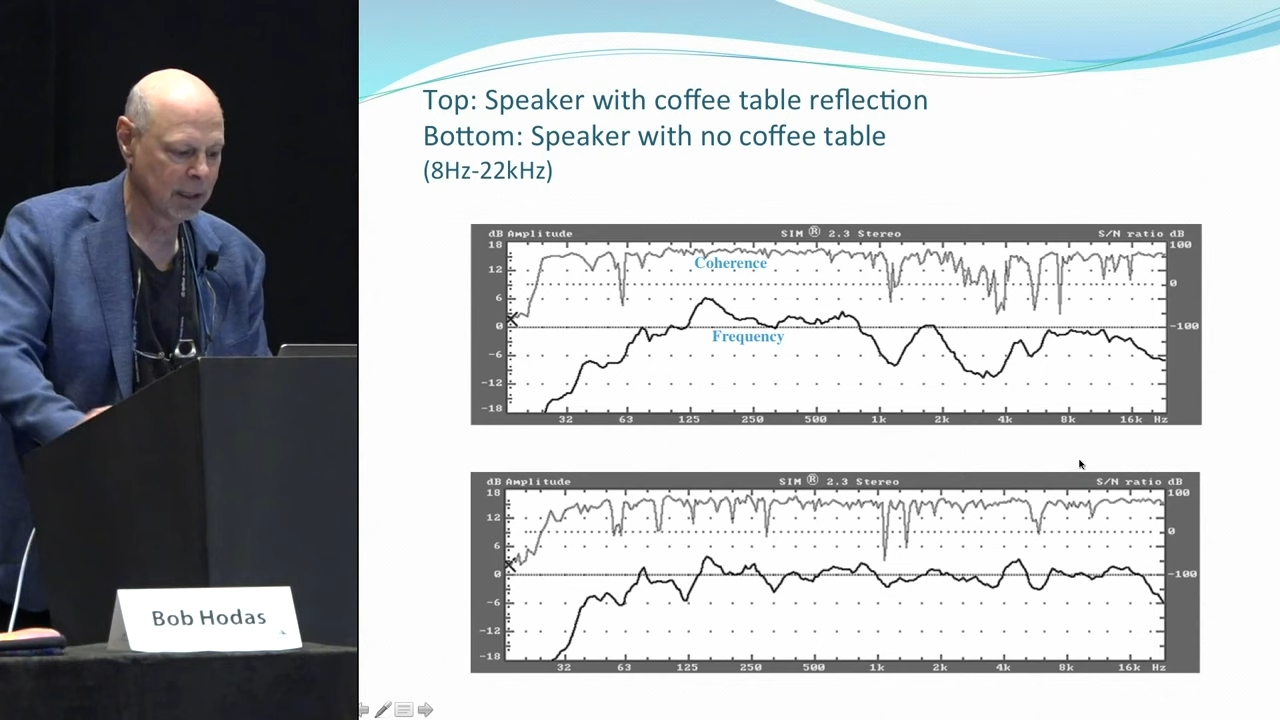 Top: Speaker with coffee table reflection
Bottom: Speaker with no coffee table
(8Hz-22kHz)
dB Amplitude SIM ® 2.3 Stereo S/N ratio dB
18 100
Coherence
12
0
6
0 -100
Frequency
-6
-12
-18
32 63 125 250 500 1k 2k 4k 8k 16k Hz
dB Amplitude SIM ® 2.3 Stereo S/N ratio dB
18 100
12
0
6
0 -100
-6
-12
-18
32 63 125 250 500 1k 2k 4k 8k 16k Hz
Bob Hodas